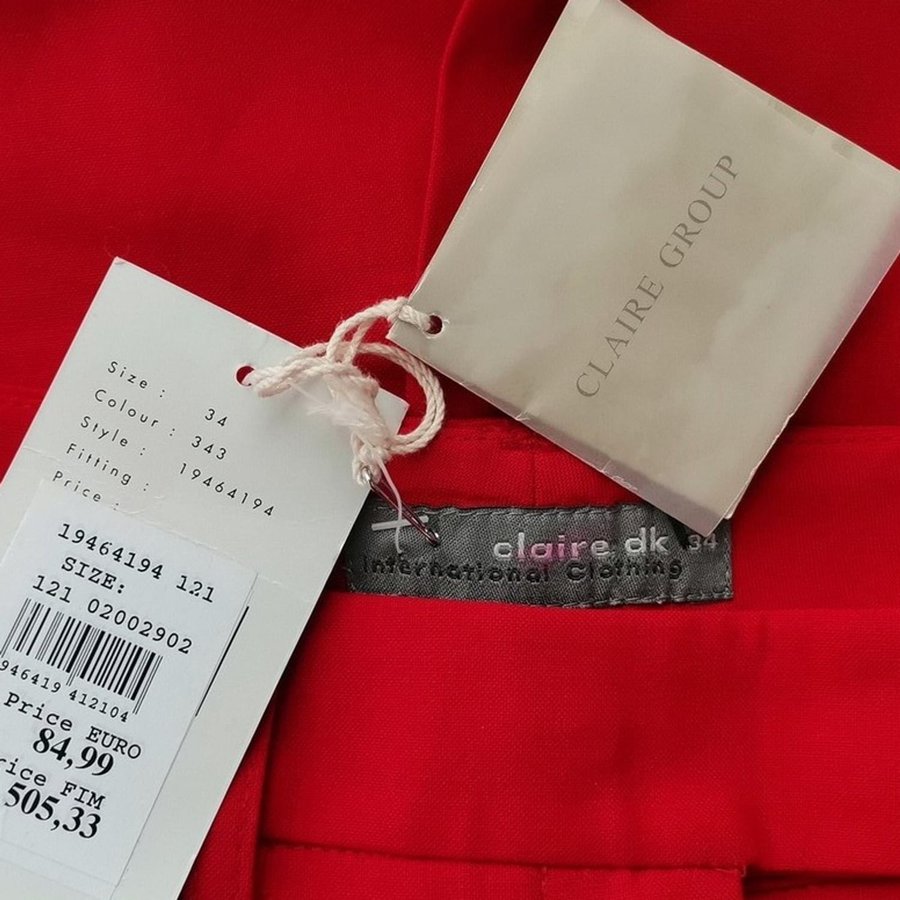 CLAIRE GROUP
Size : 34
Colour : 343
Style : 19464194
Fitting :
Price :
19464194 121
SIZE:
121 02002902
946419 412104
Price EURO
84,99
rice FIM
505,33
claire dk 34
International Clothing